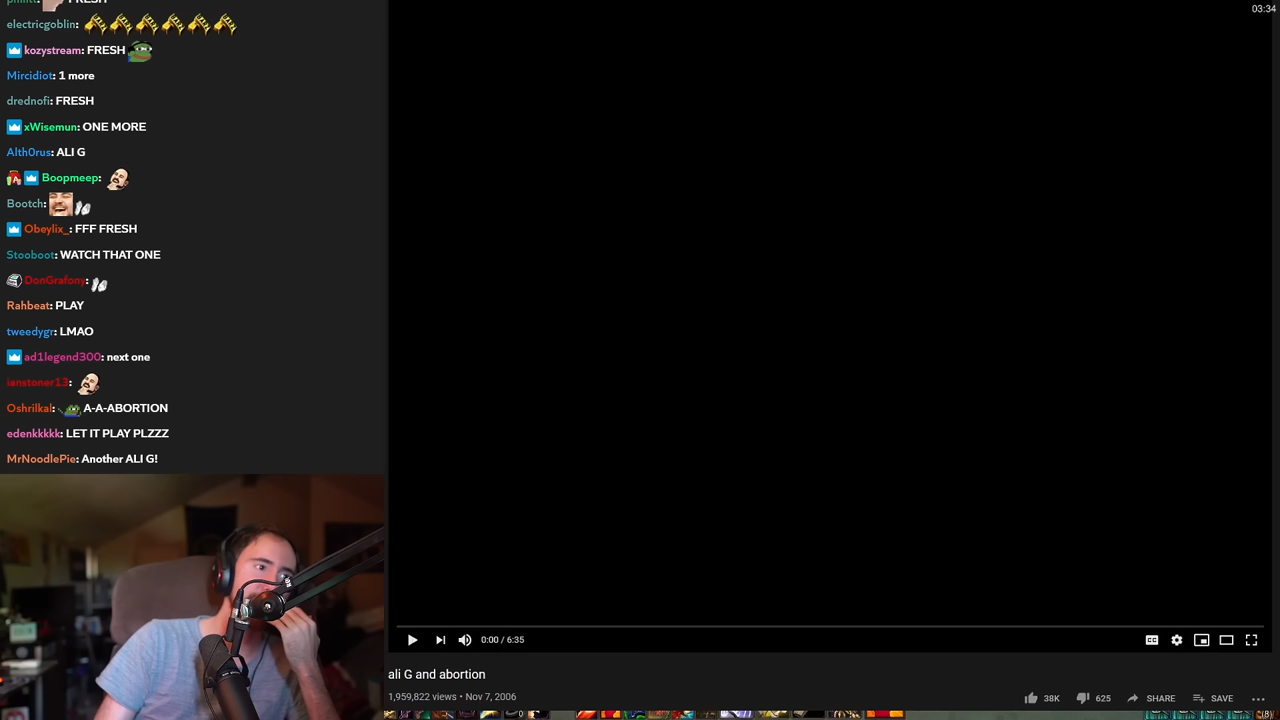 FRESH
electricgoblin:
kozystream: FRESH
Mircidiot: 1 more
drednofi: FRESH
xWisemun: ONE MORE
Alth0rus: ALI G
Boopmeep:
Bootch:
Obeylix_: FFF FRESH
Stooboot: WATCH THAT ONE
DonGrafony:
Rahbeat: PLAY
tweedygr: LMAO
ad1legend300: next one
ianstoner13:
Oshrilkal: A-A-ABORTION
edenkkkkk: LET IT PLAY PLZZZ
MrNoodlePie: Another ALI G!
03:34
0:00 / 6:35
ali G and abortion
1,959,822 views • Nov 7, 2006
38K
625
SHARE
SAVE